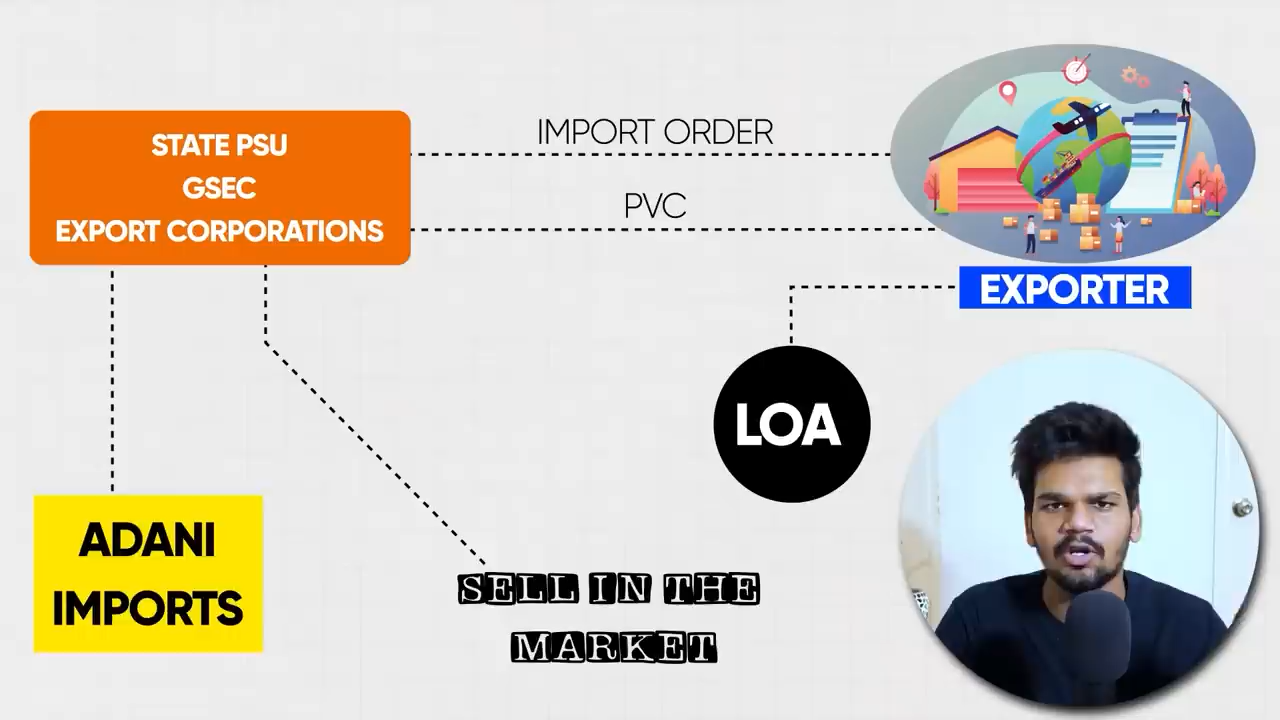 STATE PSU
GSEC
EXPORT CORPORATIONS
IMPORT ORDER
PVC
EXPORTER
LOA
ADANI
IMPORTS
SELL IN THE
MARKET